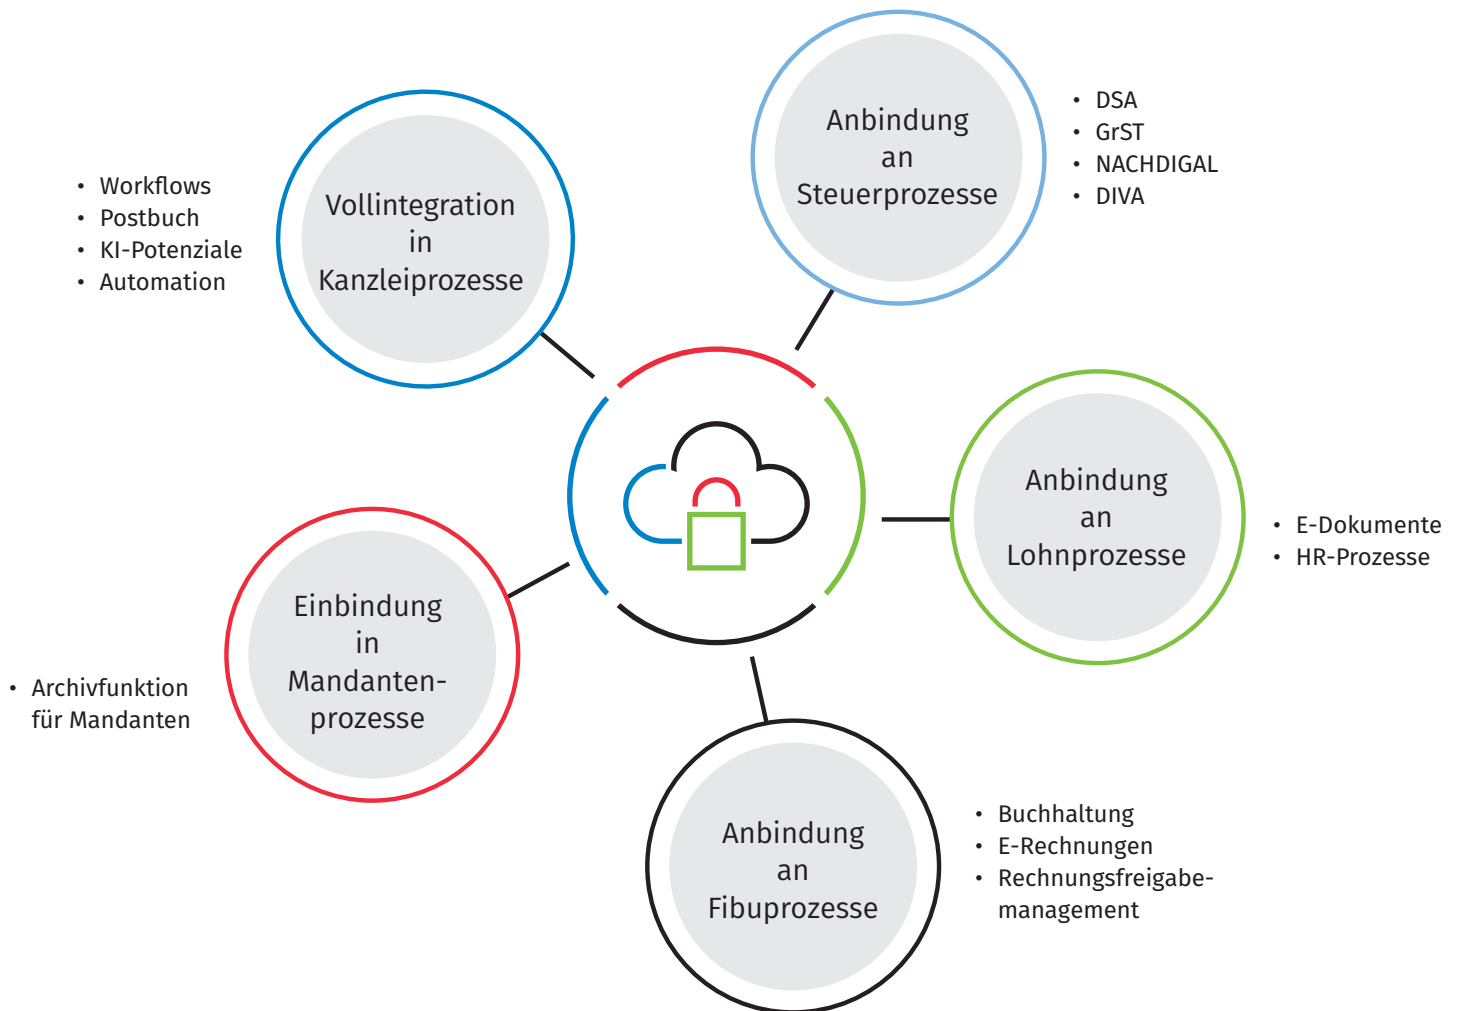 • Workflows
• Postbuch
• KI-Potenziale
• Automation
Vollintegration
in
Kanzleiprozesse
Anbindung
an
Steuerprozesse
• DSA
• GrST
• NACHDIGAL
• DIVA
Anbindung
an
Lohnprozesse
• E-Dokumente
• HR-Prozesse
• Archivfunktion
für Mandanten
Einbindung
in
Mandanten-
prozesse
Anbindung
an
Fibuprozesse
• Buchhaltung
• E-Rechnungen
• Rechnungsfreigabe-
management